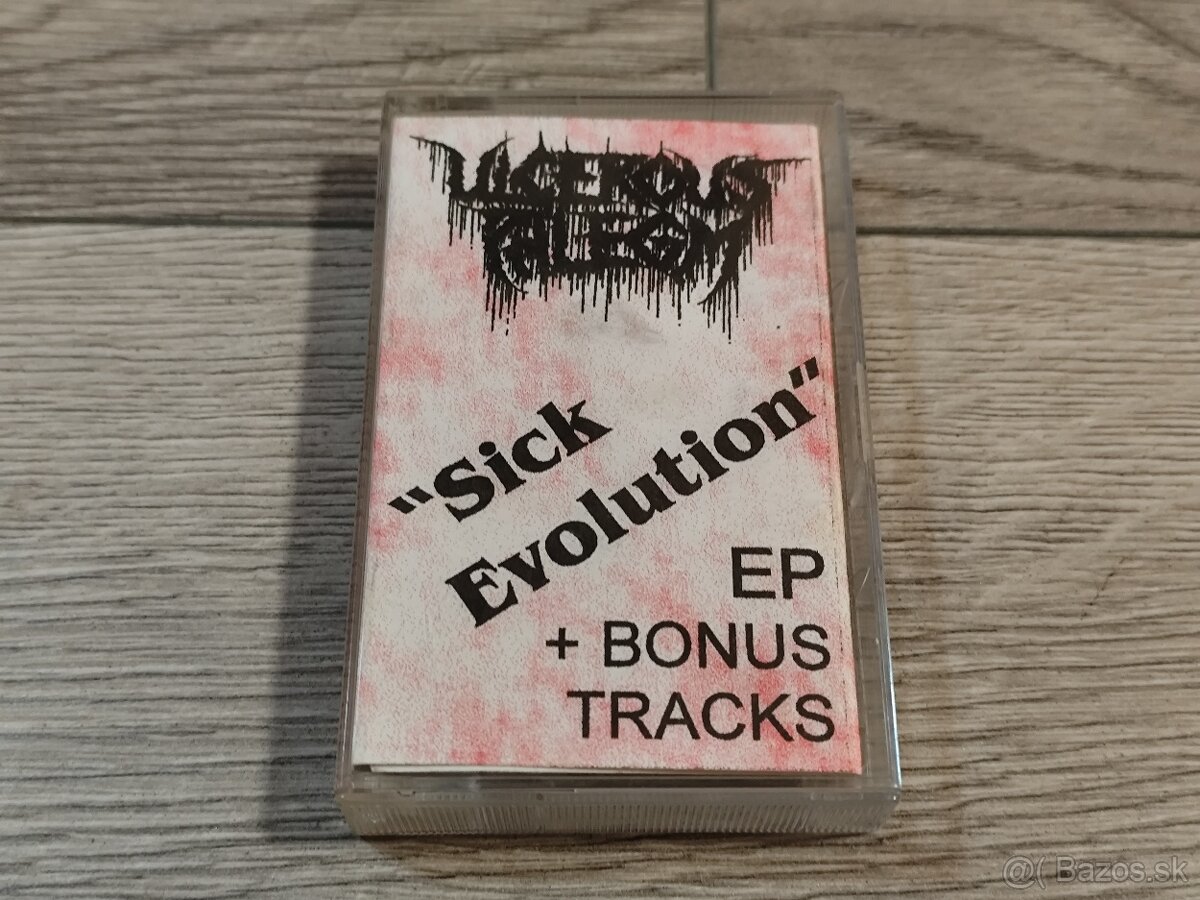 ULCEROUS
PHLEGM
"Sick
Evolution"
EP
+ BONUS
TRACKS
@( Bazos.sk